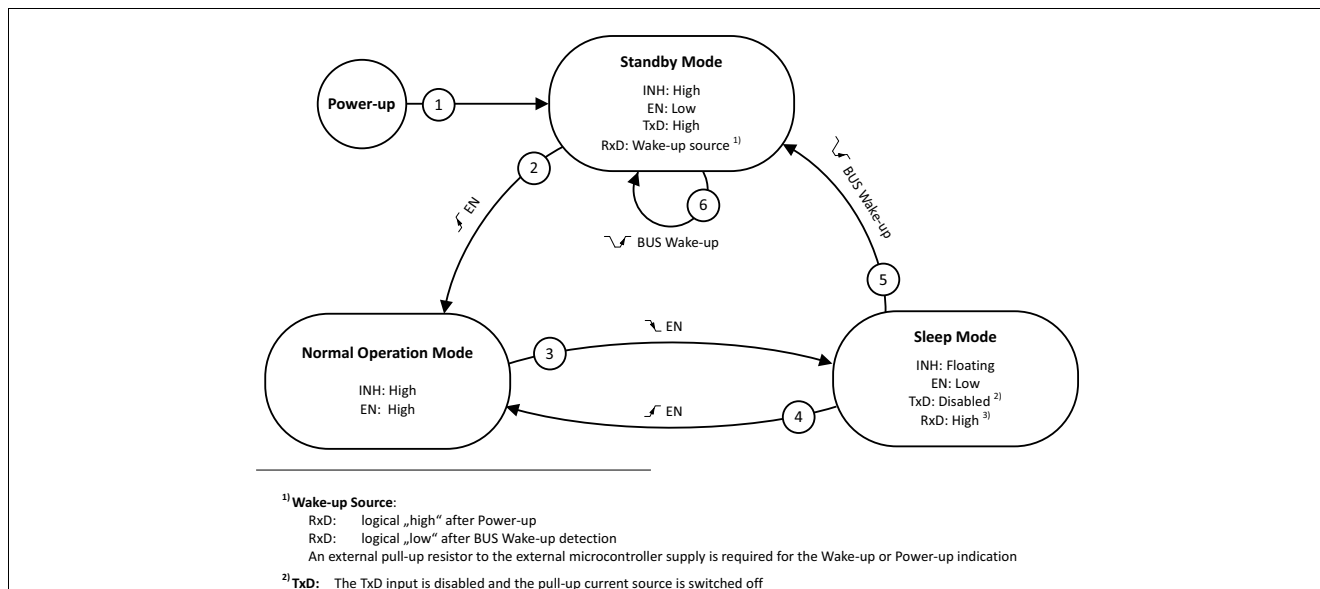 Standby Mode
INH: High
EN: Low
TxD: High
RxD: Wake-up source 1)
Power-up
1
2
EN
6
BUS Wake-up
BUS Wake-up
5
Normal Operation Mode
INH: High
EN: High
3
EN
4
EN
Sleep Mode
INH: Floating
EN: Low
TxD: Disabled 2)
RxD: High 3)
1) Wake-up Source:
RxD: logical „high“ after Power-up
RxD: logical „low“ after BUS Wake-up detection
An external pull-up resistor to the external microcontroller supply is required for the Wake-up or Power-up indication
2) TxD: The TxD input is disabled and the pull-up current source is switched off